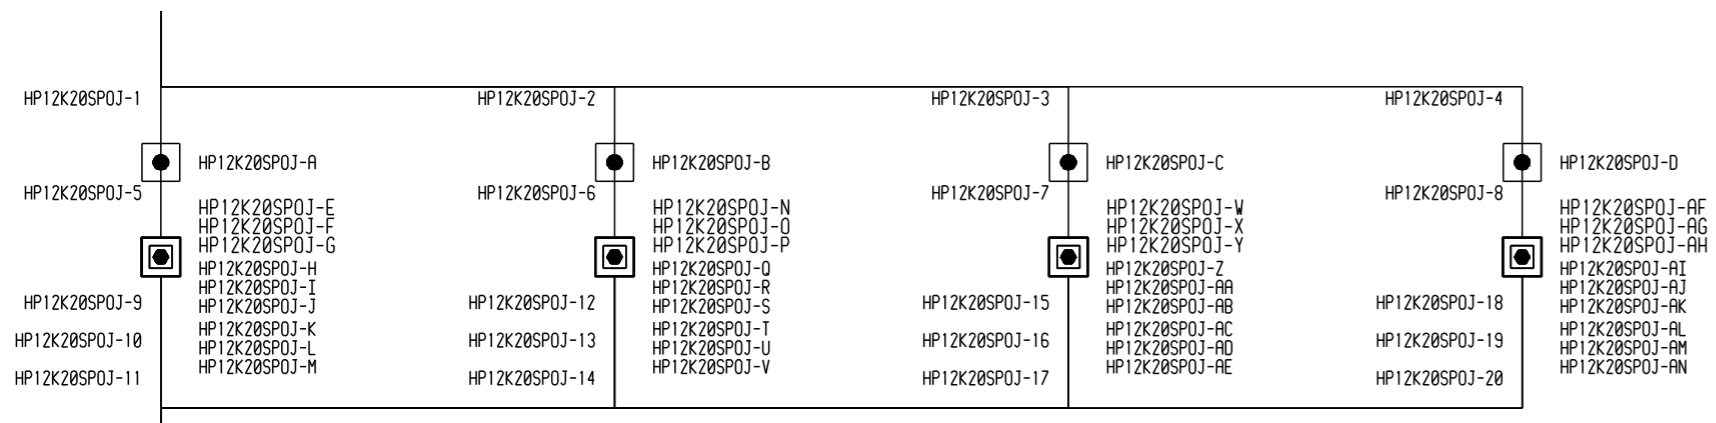 HP12K20SPOJ-1
HP12K20SPOJ-2
HP12K20SPOJ-3
HP12K20SPOJ-4
HP12K20SPOJ-A
HP12K20SPOJ-B
HP12K20SPOJ-C
HP12K20SPOJ-D
HP12K20SPOJ-5
HP12K20SPOJ-6
HP12K20SPOJ-7
HP12K20SPOJ-8
HP12K20SPOJ-E
HP12K20SPOJ-F
HP12K20SPOJ-G
HP12K20SPOJ-H
HP12K20SPOJ-I
HP12K20SPOJ-J
HP12K20SPOJ-K
HP12K20SPOJ-L
HP12K20SPOJ-M
HP12K20SPOJ-N
HP12K20SPOJ-O
HP12K20SPOJ-P
HP12K20SPOJ-Q
HP12K20SPOJ-R
HP12K20SPOJ-S
HP12K20SPOJ-T
HP12K20SPOJ-U
HP12K20SPOJ-V
HP12K20SPOJ-W
HP12K20SPOJ-X
HP12K20SPOJ-Y
HP12K20SPOJ-Z
HP12K20SPOJ-AA
HP12K20SPOJ-AB
HP12K20SPOJ-AC
HP12K20SPOJ-AD
HP12K20SPOJ-AE
HP12K20SPOJ-AF
HP12K20SPOJ-AG
HP12K20SPOJ-AH
HP12K20SPOJ-AI
HP12K20SPOJ-AJ
HP12K20SPOJ-AK
HP12K20SPOJ-AL
HP12K20SPOJ-AM
HP12K20SPOJ-AN
HP12K20SPOJ-9
HP12K20SPOJ-10
HP12K20SPOJ-11
HP12K20SPOJ-12
HP12K20SPOJ-13
HP12K20SPOJ-14
HP12K20SPOJ-15
HP12K20SPOJ-16
HP12K20SPOJ-17
HP12K20SPOJ-18
HP12K20SPOJ-19
HP12K20SPOJ-20